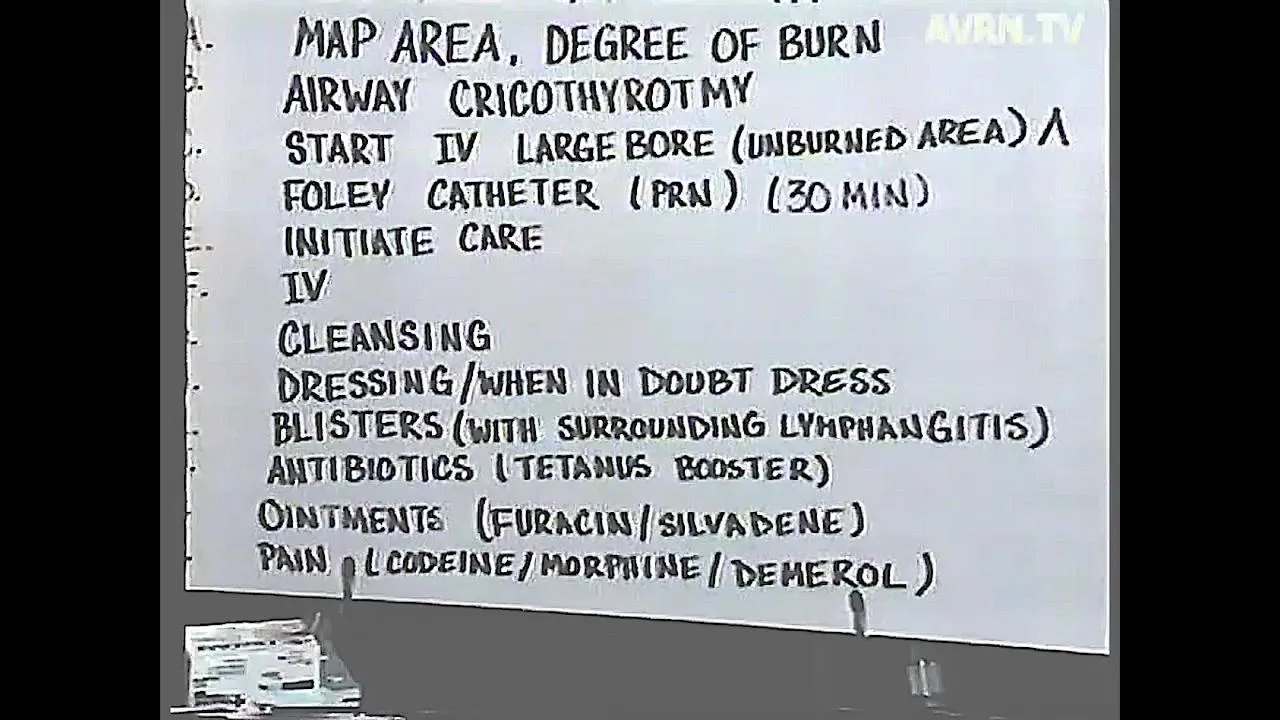 AVRN.TV
A. MAP AREA, DEGREE OF BURN
B. AIRWAY CRICOTHYROTMY
C. START IV LARGE BORE (UNBURNED AREA) Λ
D. FOLEY CATHETER (PRN) (30 MIN)
E. INITIATE CARE
F. IV
CLEANSING
DRESSING/WHEN IN DOUBT DRESS
BLISTERS (WITH SURROUNDING LYMPHANGITIS)
ANTIBIOTICS (TETANUS BOOSTER)
OINTMENTS (FURACIN/SILVADENE)
PAIN (CODEINE/MORPHINE/DEMEROL)